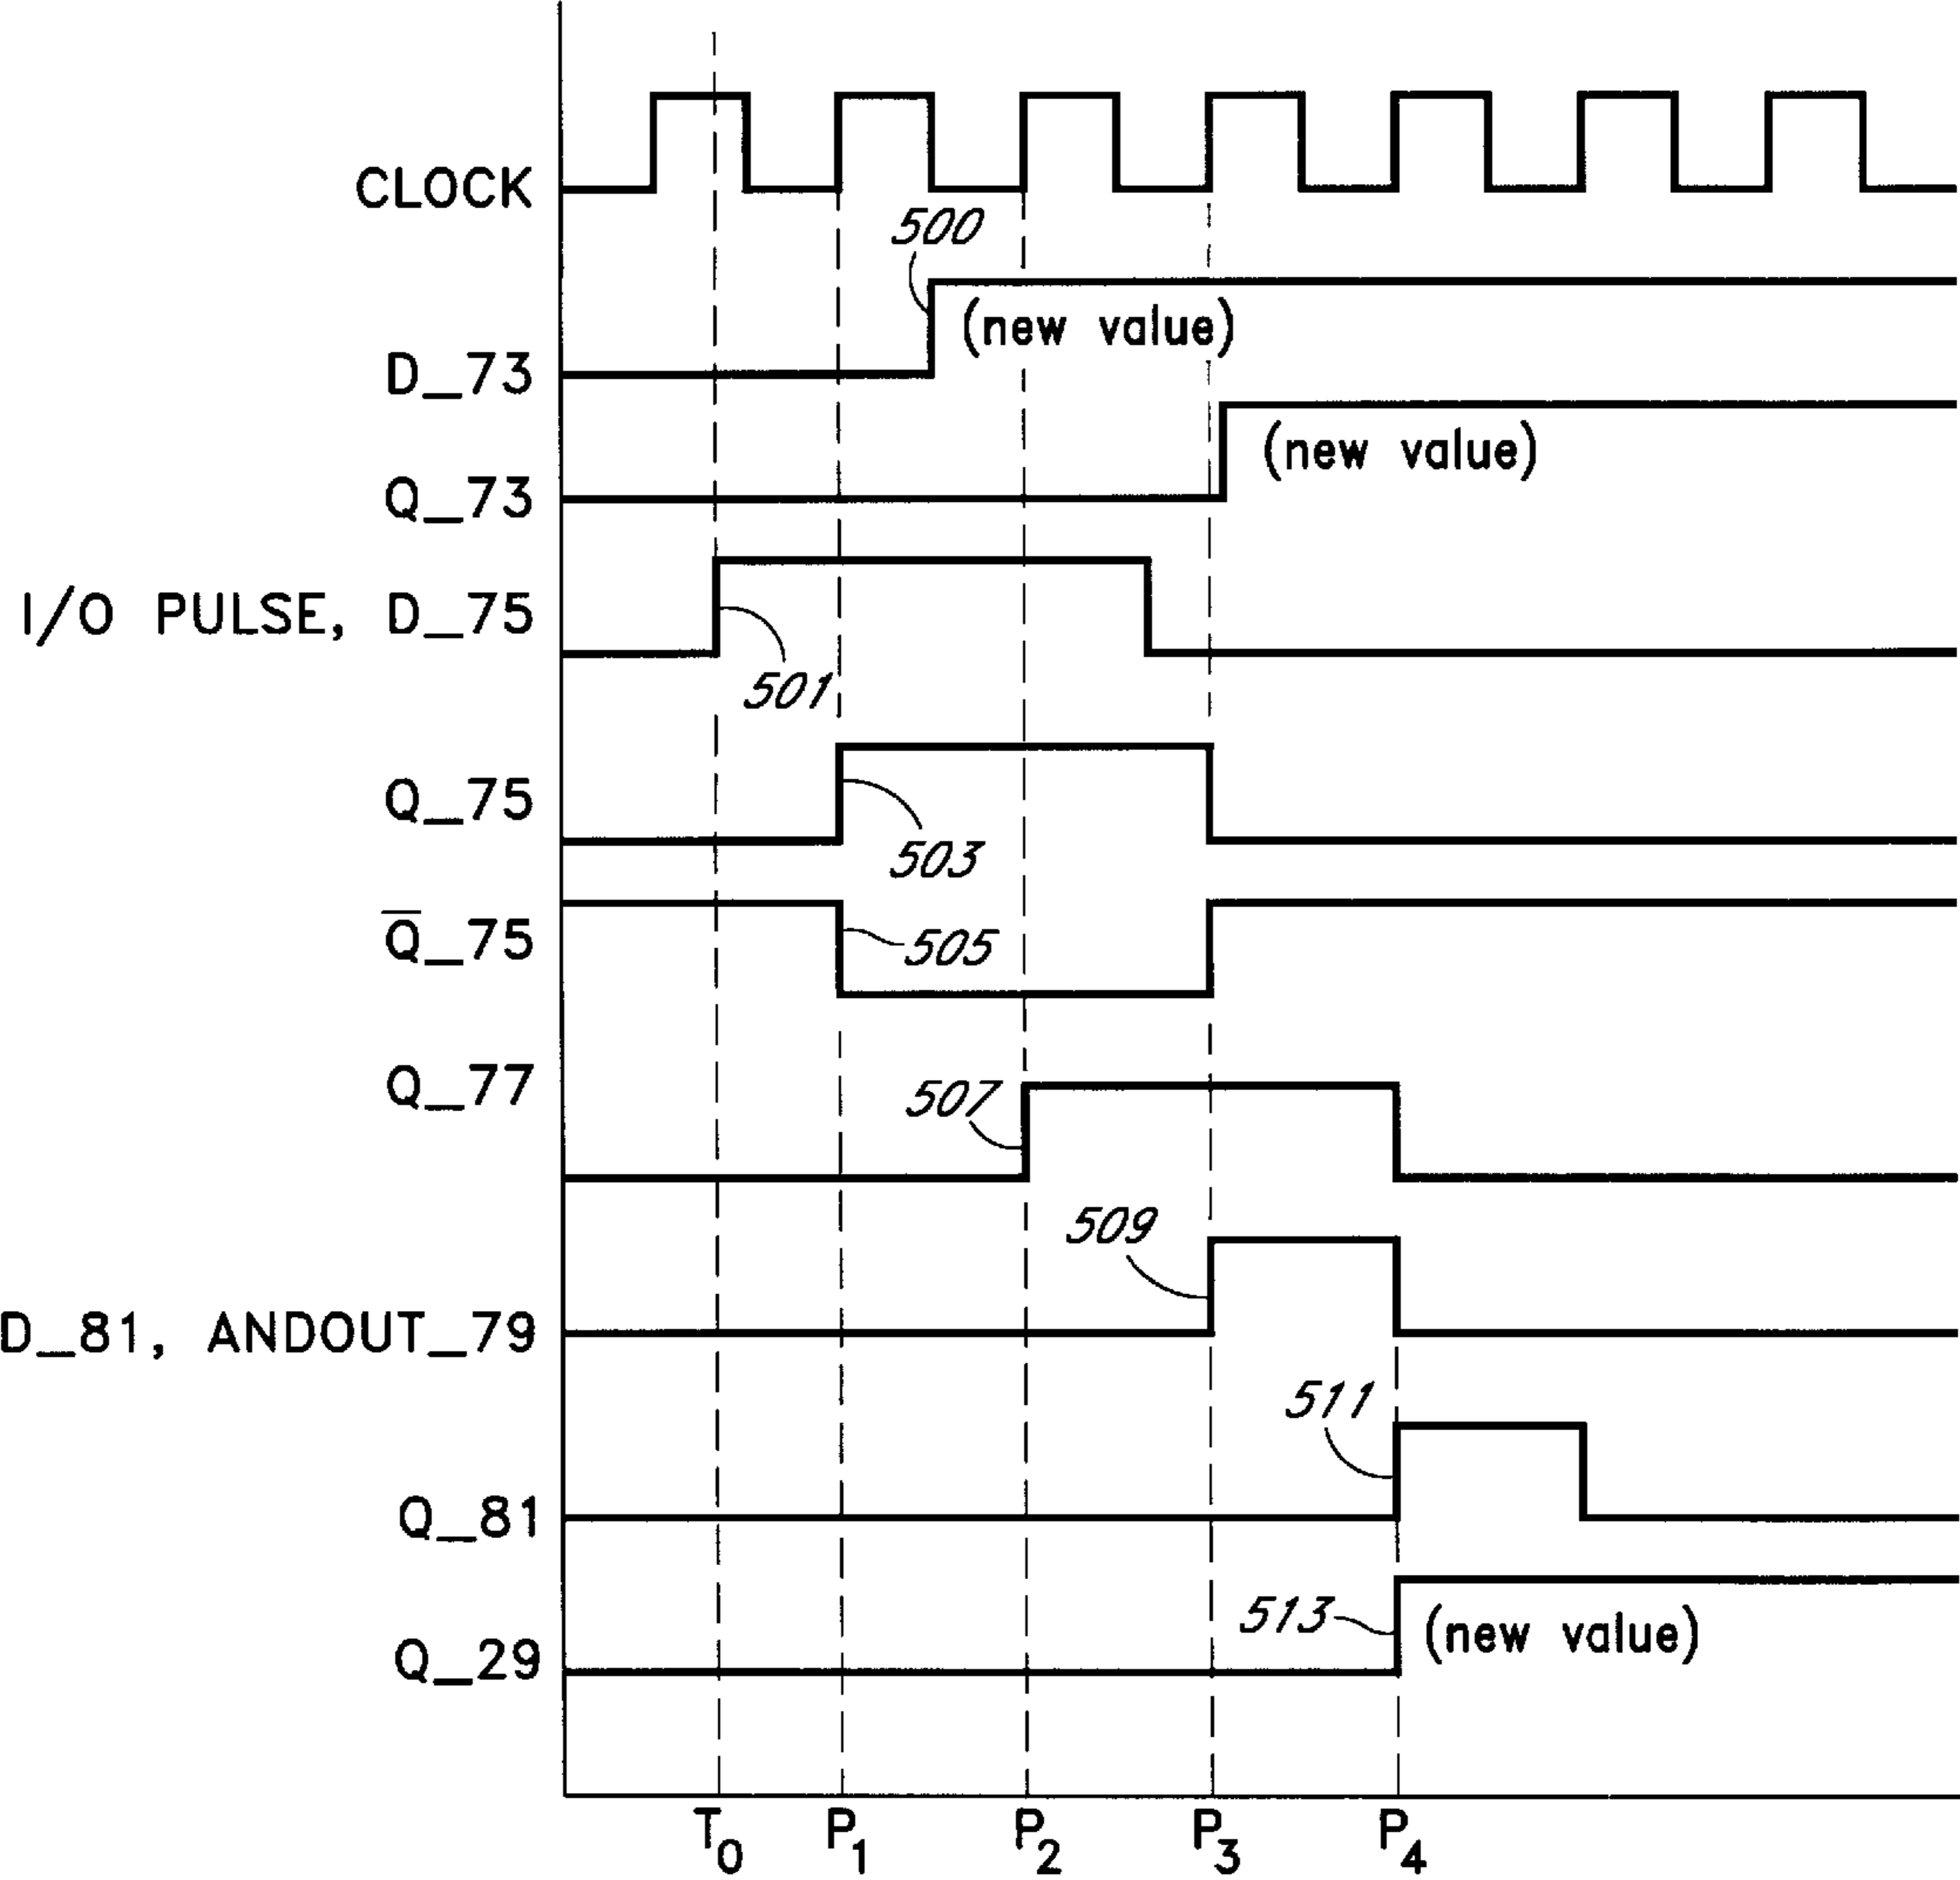 CLOCK
500
(new value)
D_73
(new value)
Q_73
I/O PULSE, D_75
501
Q_75
503
Q̅_75
505
Q_77
507
509
D_81, ANDOUT_79
511
Q_81
513
(new value)
Q_29
T0 P1 P2 P3 P4